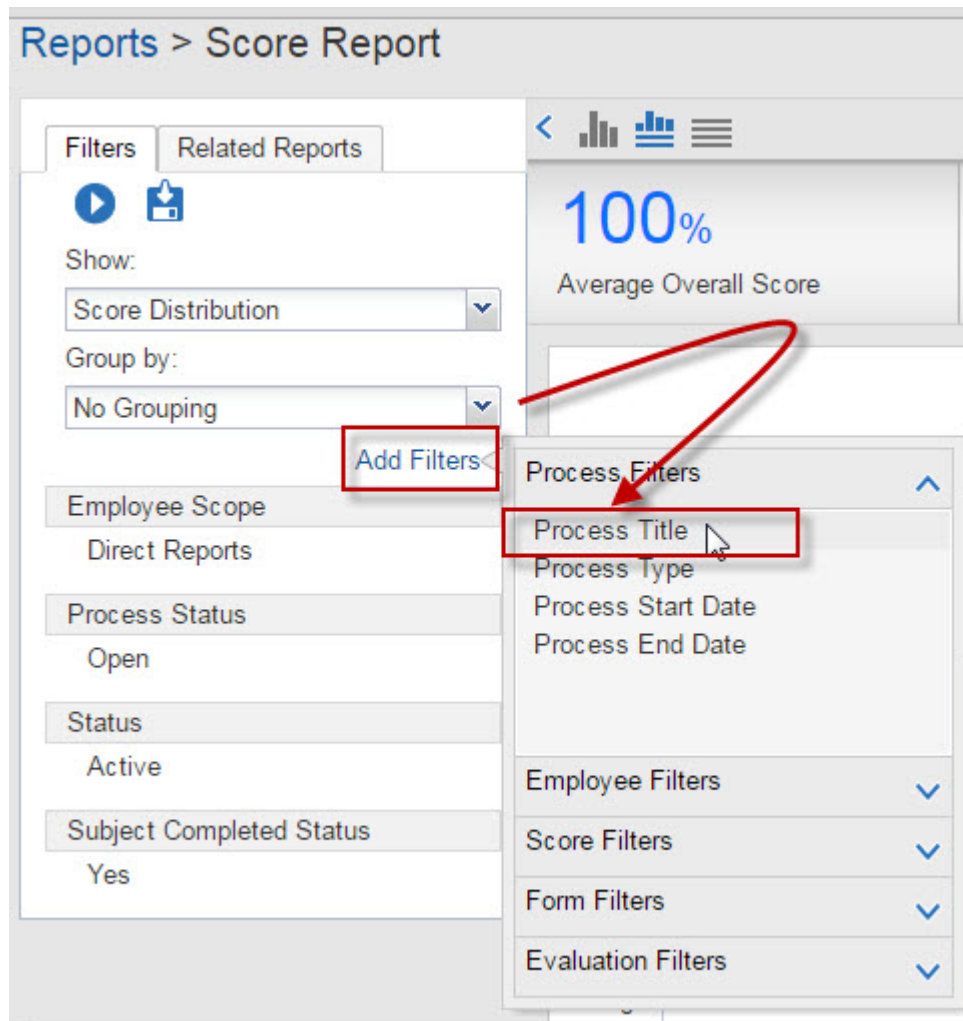 Reports > Score Report
Filters
Related Reports
Show:
Score Distribution
Group by:
No Grouping
Add Filters
Employee Scope
Direct Reports
Process Status
Open
Status
Active
Subject Completed Status
Yes
100%
Average Overall Score
Process Filters
Process Title
Process Type
Process Start Date
Process End Date
Employee Filters
Score Filters
Form Filters
Evaluation Filters